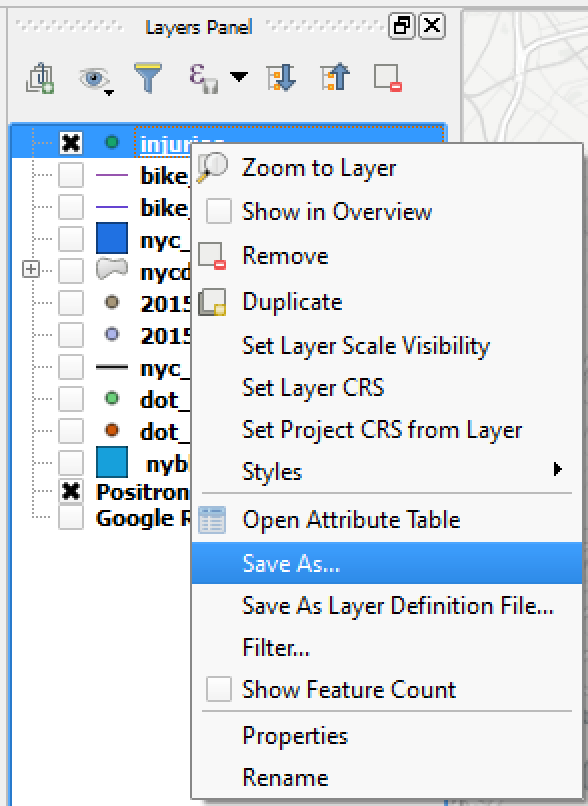 Layers Panel
injuries
bike_
bike_
nyc_
nycd
2015
2015
nyc_
dot_
dot_
nyb
Positron
Google R
Zoom to Layer
Show in Overview
Remove
Duplicate
Set Layer Scale Visibility
Set Layer CRS
Set Project CRS from Layer
Styles
Open Attribute Table
Save As...
Save As Layer Definition File...
Filter...
Show Feature Count
Properties
Rename